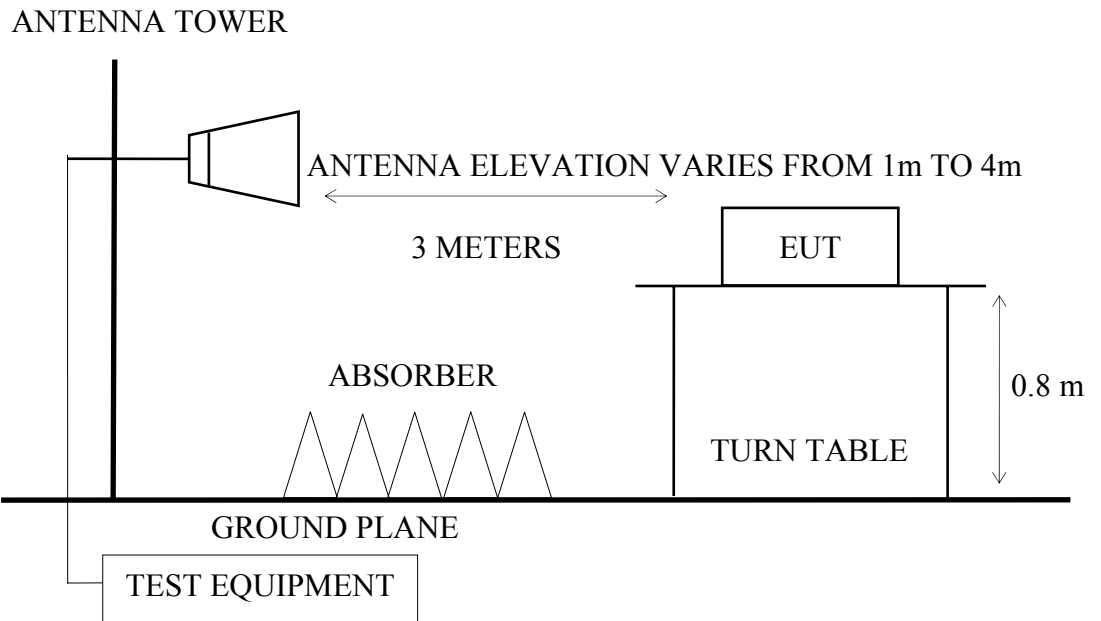 ANTENNA TOWER
ANTENNA ELEVATION VARIES FROM 1m TO 4m
3 METERS
EUT
ABSORBER
0.8 m
TURN TABLE
GROUND PLANE
TEST EQUIPMENT